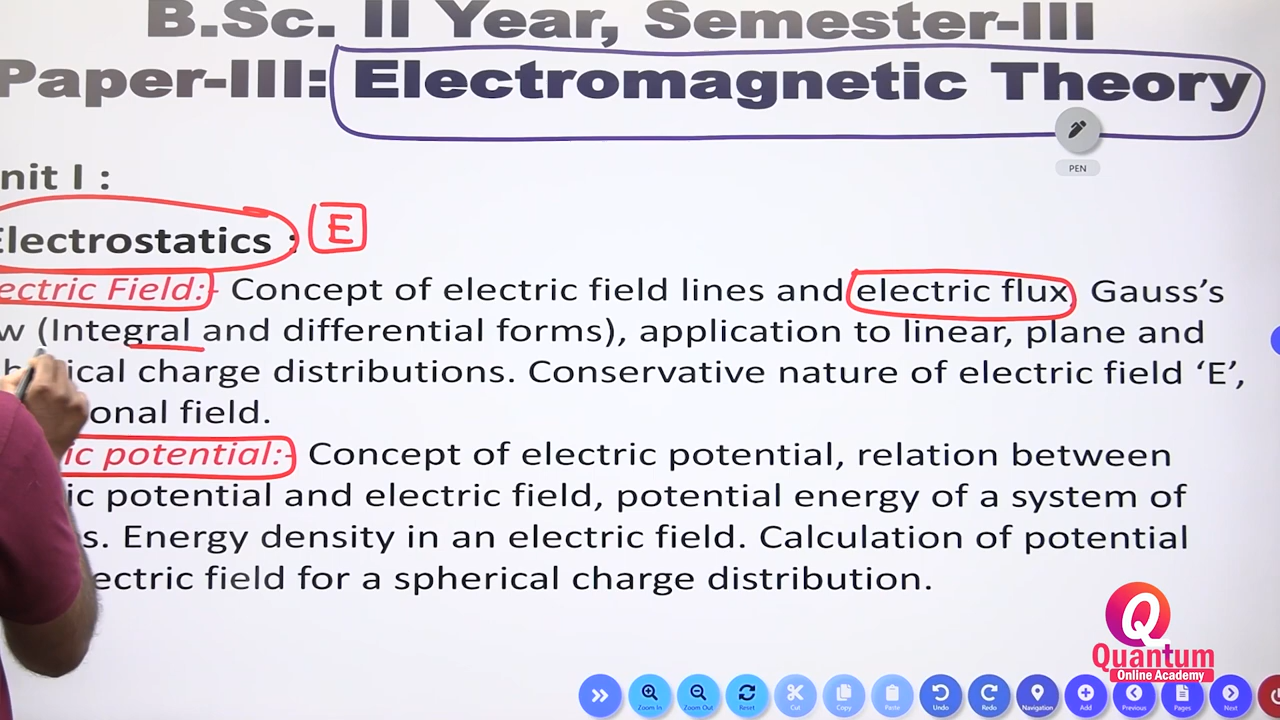 B.Sc. II Year, Semester-III
Paper-III: Electromagnetic Theory
PEN
nit I :
Electrostatics : E
ectric Field:- Concept of electric field lines and electric flux, Gauss's
w (Integral and differential forms), application to linear, plane and
ical charge distributions. Conservative nature of electric field ‘E’,
onal field.
ic potential:- Concept of electric potential, relation between
ic potential and electric field, potential energy of a system of
s. Energy density in an electric field. Calculation of potential
ectric field for a spherical charge distribution.
Q
Quantum
Online Academy
Zoom In Zoom Out Reset Cut Copy Paste Undo Redo Navigation Add Previous Pages Next